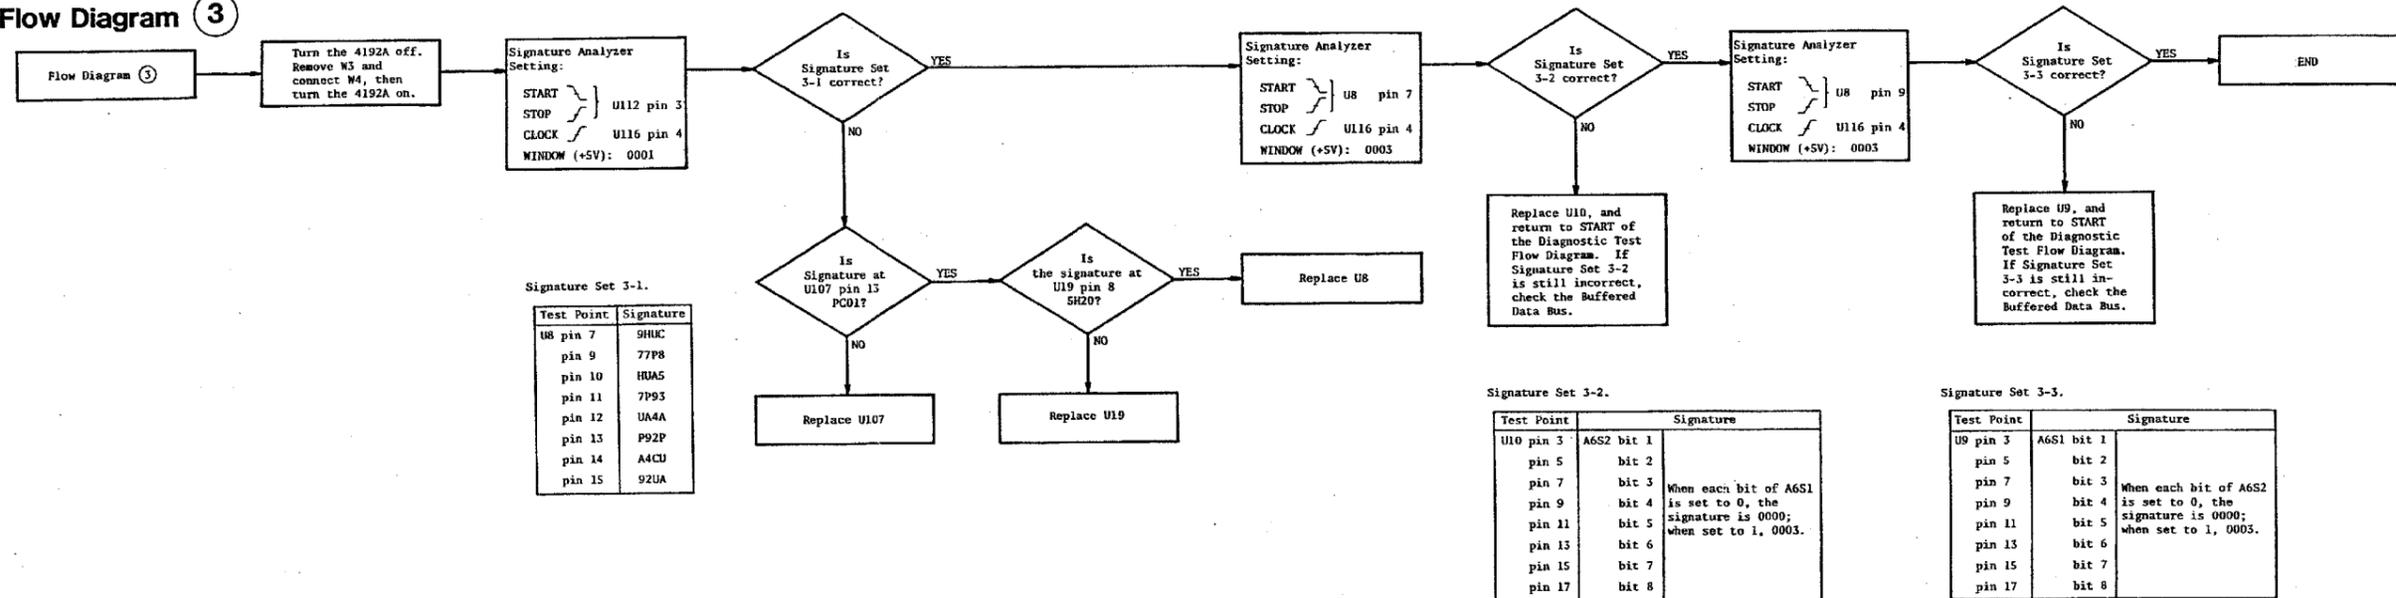 Flow Diagram 3
Flow Diagram 3
Turn the 4192A off.
Remove W3 and
connect W4, then
turn the 4192A on.
Signature Analyzer
Setting:
START
STOP
U112 pin 3
CLOCK U116 pin 4
WINDOW (+5V): 0001
Is
Signature Set
3-1 correct?
YES
NO
Signature Analyzer
Setting:
START
STOP
U8 pin 7
CLOCK U116 pin 4
WINDOW (+5V): 0003
Is
Signature Set
3-2 correct?
YES
NO
Signature Analyzer
Setting:
START
STOP
U8 pin 9
CLOCK U116 pin 4
WINDOW (+5V): 0003
Is
Signature Set
3-3 correct?
YES
NO
END
Is
Signature at
U107 pin 13
PC01?
YES
NO
Is
the signature at
U19 pin 8
5H20?
YES
NO
Replace U8
Replace U107
Replace U19
Replace U10, and
return to START of
the Diagnostic Test
Flow Diagram. If
Signature Set 3-2
is still incorrect,
check the Buffered
Data Bus.
Replace U9, and
return to START
of the Diagnostic
Test Flow Diagram.
If Signature Set
3-3 is still in-
correct, check the
Buffered Data Bus.
Signature Set 3-1.
Test Point Signature
U8 pin 7 9HUC
pin 9 77P8
pin 10 HUA5
pin 11 7P93
pin 12 UA4A
pin 13 P92P
pin 14 A4CU
pin 15 92UA
Signature Set 3-2.
Test Point Signature
U10 pin 3 A6S2 bit 1
pin 5 bit 2
pin 7 bit 3
pin 9 bit 4
pin 11 bit 5
pin 13 bit 6
pin 15 bit 7
pin 17 bit 8
When each bit of A6S1
is set to 0, the
signature is 0000;
when set to 1, 0003.
Signature Set 3-3.
Test Point Signature
U9 pin 3 A6S1 bit 1
pin 5 bit 2
pin 7 bit 3
pin 9 bit 4
pin 11 bit 5
pin 13 bit 6
pin 15 bit 7
pin 17 bit 8
When each bit of A6S2
is set to 0, the
signature is 0000;
when set to 1, 0003.